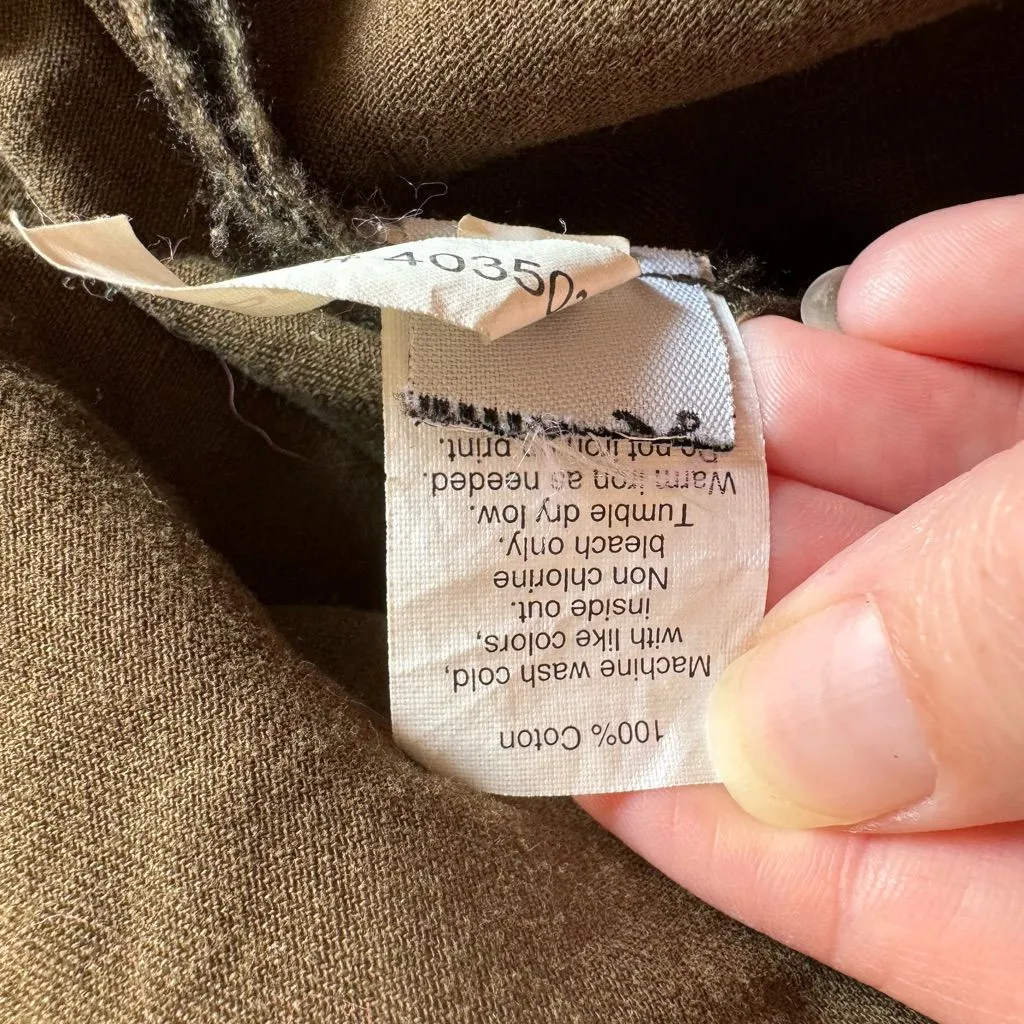 40350
100% Coton
Machine wash cold,
with like colors,
inside out.
Non chlorine
bleach only.
Tumble dry low.
Warm iron as needed.
Do not iron print.